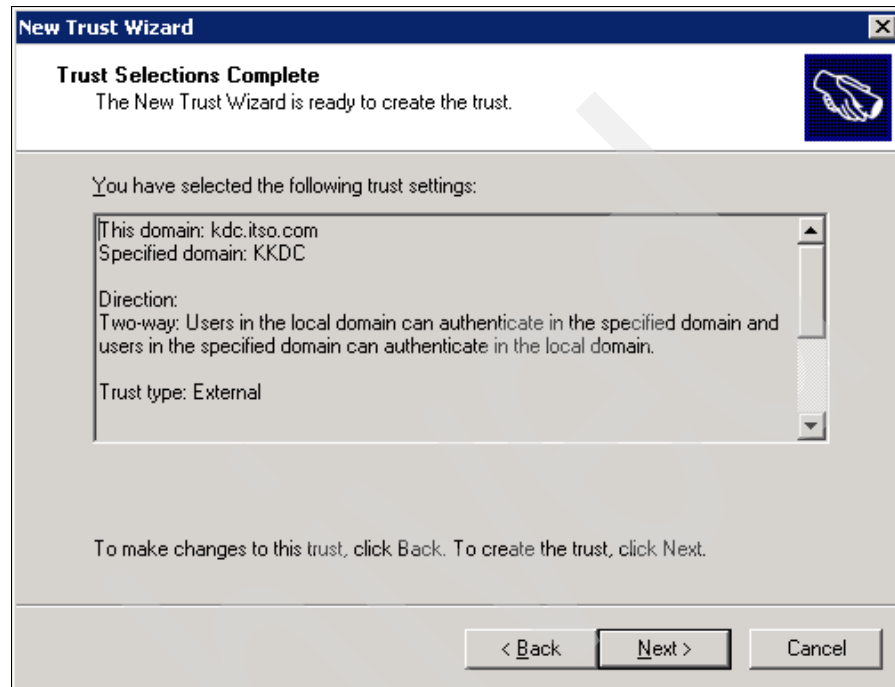 New Trust Wizard
Trust Selections Complete
The New Trust Wizard is ready to create the trust.
You have selected the following trust settings:
This domain: kdc.itso.com
Specified domain: KKDC
Direction:
Two-way: Users in the local domain can authenticate in the specified domain and
users in the specified domain can authenticate in the local domain.
Trust type: External
To make changes to this trust, click Back. To create the trust, click Next.
< Back
Next >
Cancel